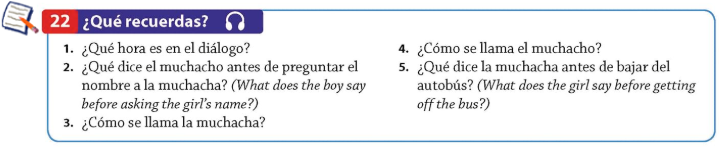 22 ¿Qué recuerdas?
1. ¿Qué hora es en el diálogo?
2. ¿Qué dice el muchacho antes de preguntar el
nombre a la muchacha? (What does the boy say
before asking the girl's name?)
3. ¿Cómo se llama la muchacha?
4. ¿Cómo se llama el muchacho?
5. ¿Qué dice la muchacha antes de bajar del
autobús? (What does the girl say before getting
off the bus?)